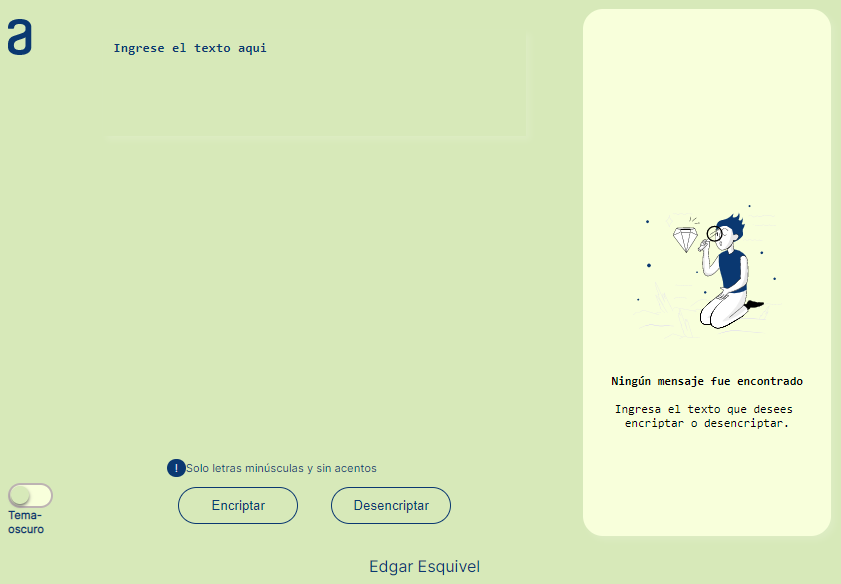 a
Ingrese el texto aqui
Ningún mensaje fue encontrado
Ingresa el texto que desees
encriptar o desencriptar.
! Solo letras minúsculas y sin acentos
Encriptar
Desencriptar
Tema-
oscuro
Edgar Esquivel